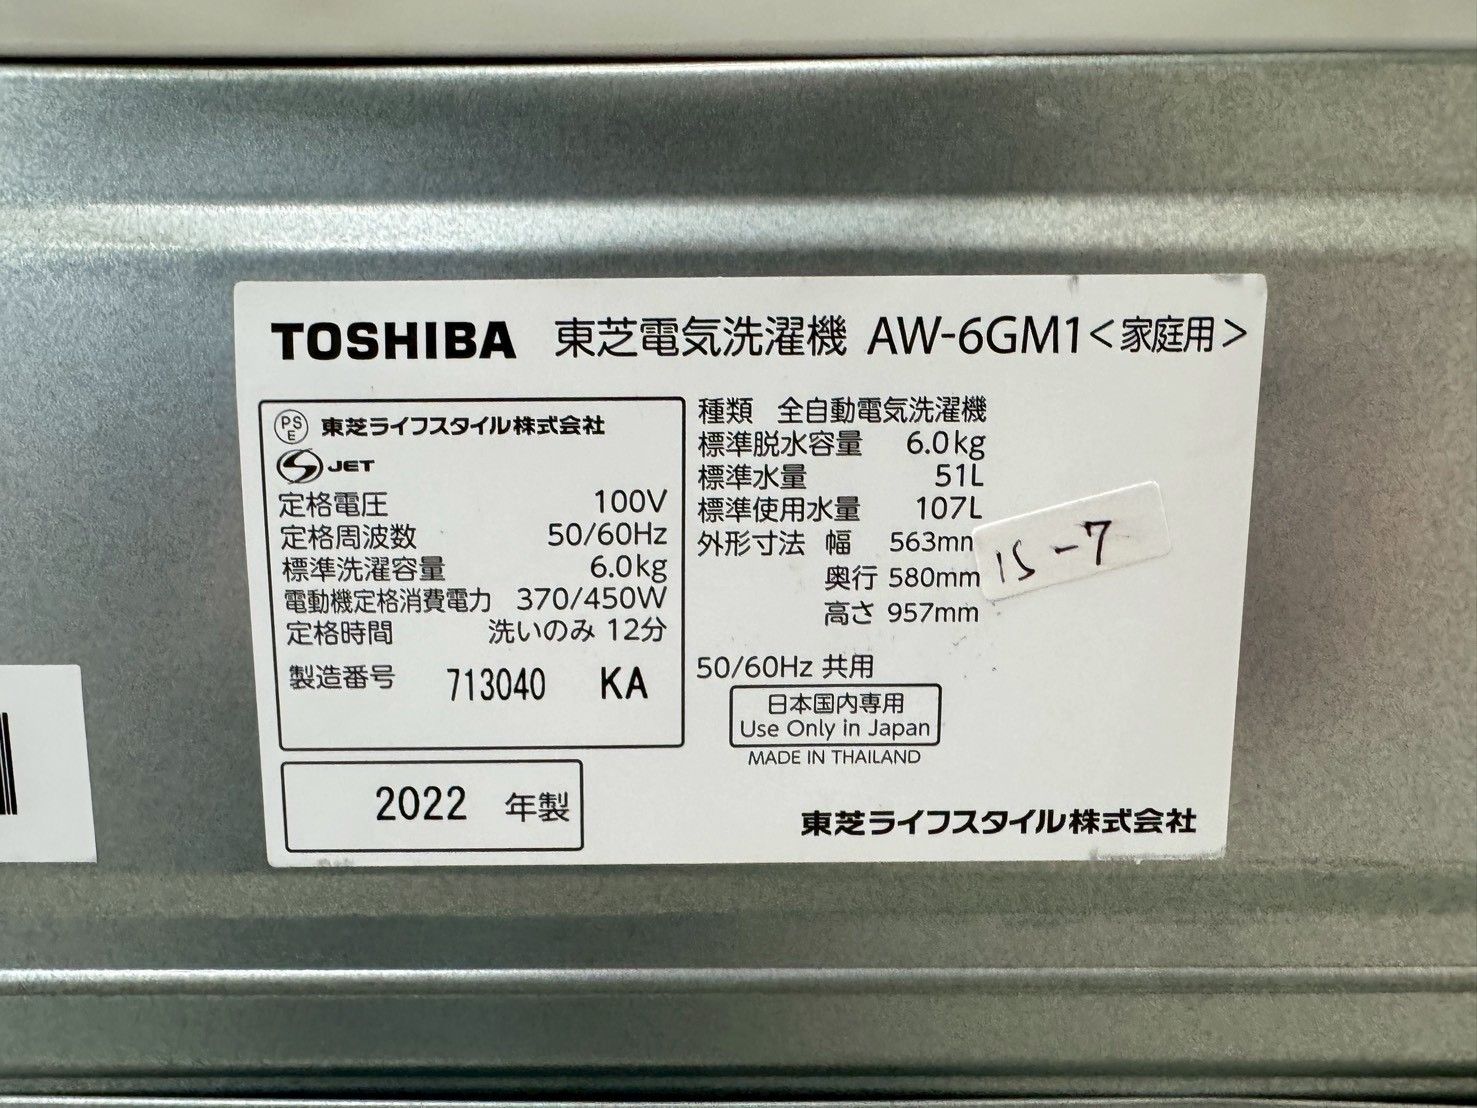 TOSHIBA 東芝電気洗濯機 AW-6GM1<家庭用>
PSE 東芝ライフスタイル株式会社
S JET
定格電圧 100V
定格周波数 50/60Hz
標準洗濯容量 6.0kg
電動機定格消費電力 370/450W
定格時間 洗いのみ 12分
製造番号 713040 KA
2022 年製
種類 全自動電気洗濯機
標準脱水容量 6.0kg
標準水量 51L
標準使用水量 107L
外形寸法 幅 563mm
奥行 580mm
高さ 957mm
15-7
50/60Hz 共用
日本国内専用
Use Only in Japan
MADE IN THAILAND
東芝ライフスタイル株式会社